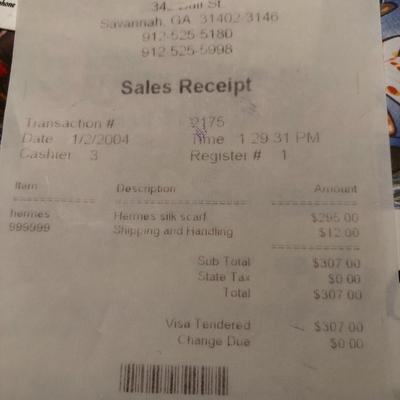 phone
St.
Savannah, GA 31402-3146
912-525-5180
912-525-5998
Sales Receipt
Transaction # 2175
Date 1/2/2004 Time 1:29:31 PM
Cashier 3 Register # 1
Item Description Amount
hermes Hermes silk scarf $295.00
999999 Shipping and Handling $12.00
Sub Total $307.00
State Tax $0.00
Total $307.00
Visa Tendered $307.00
Change Due $0.00